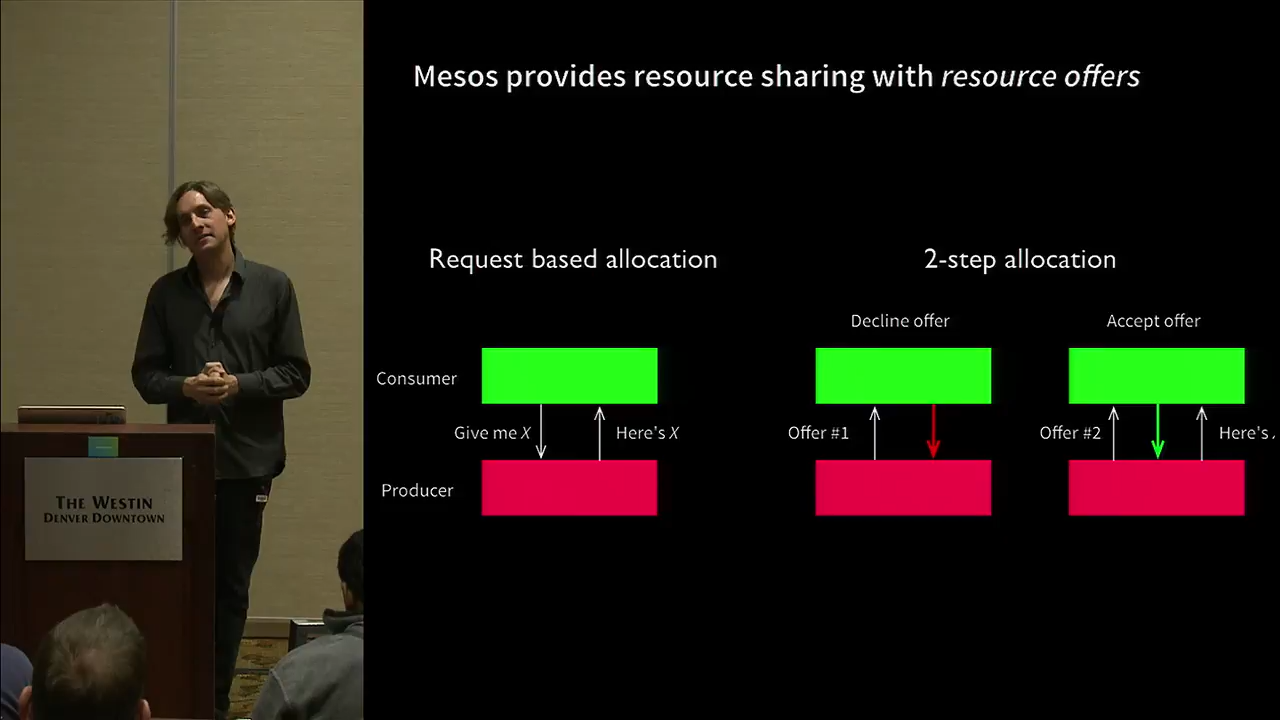 Mesos provides resource sharing with resource offers
Request based allocation
2-step allocation
Decline offer
Accept offer
Consumer
Give me X
Here's X
Offer #1
Offer #2
Here's
Producer
THE WESTIN
DENVER DOWNTOWN